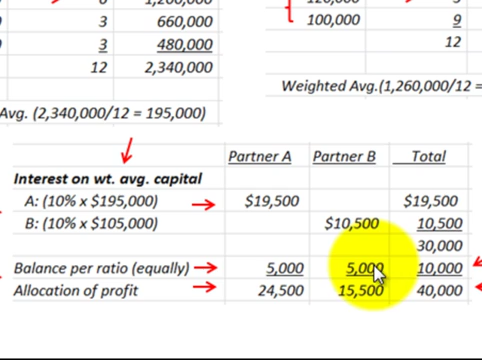 1,200,000
3 660,000
3 480,000
12 2,340,000
Avg. (2,340,000/12 = 195,000)
100,000 9
12
Weighted Avg.(1,260,000/12 =
Partner A Partner B Total
Interest on wt. avg. capital
A: (10% x $195,000) $19,500 $19,500
B: (10% x $105,000) $10,500 10,500
30,000
Balance per ratio (equally) 5,000 5,000 10,000
Allocation of profit 24,500 15,500 40,000